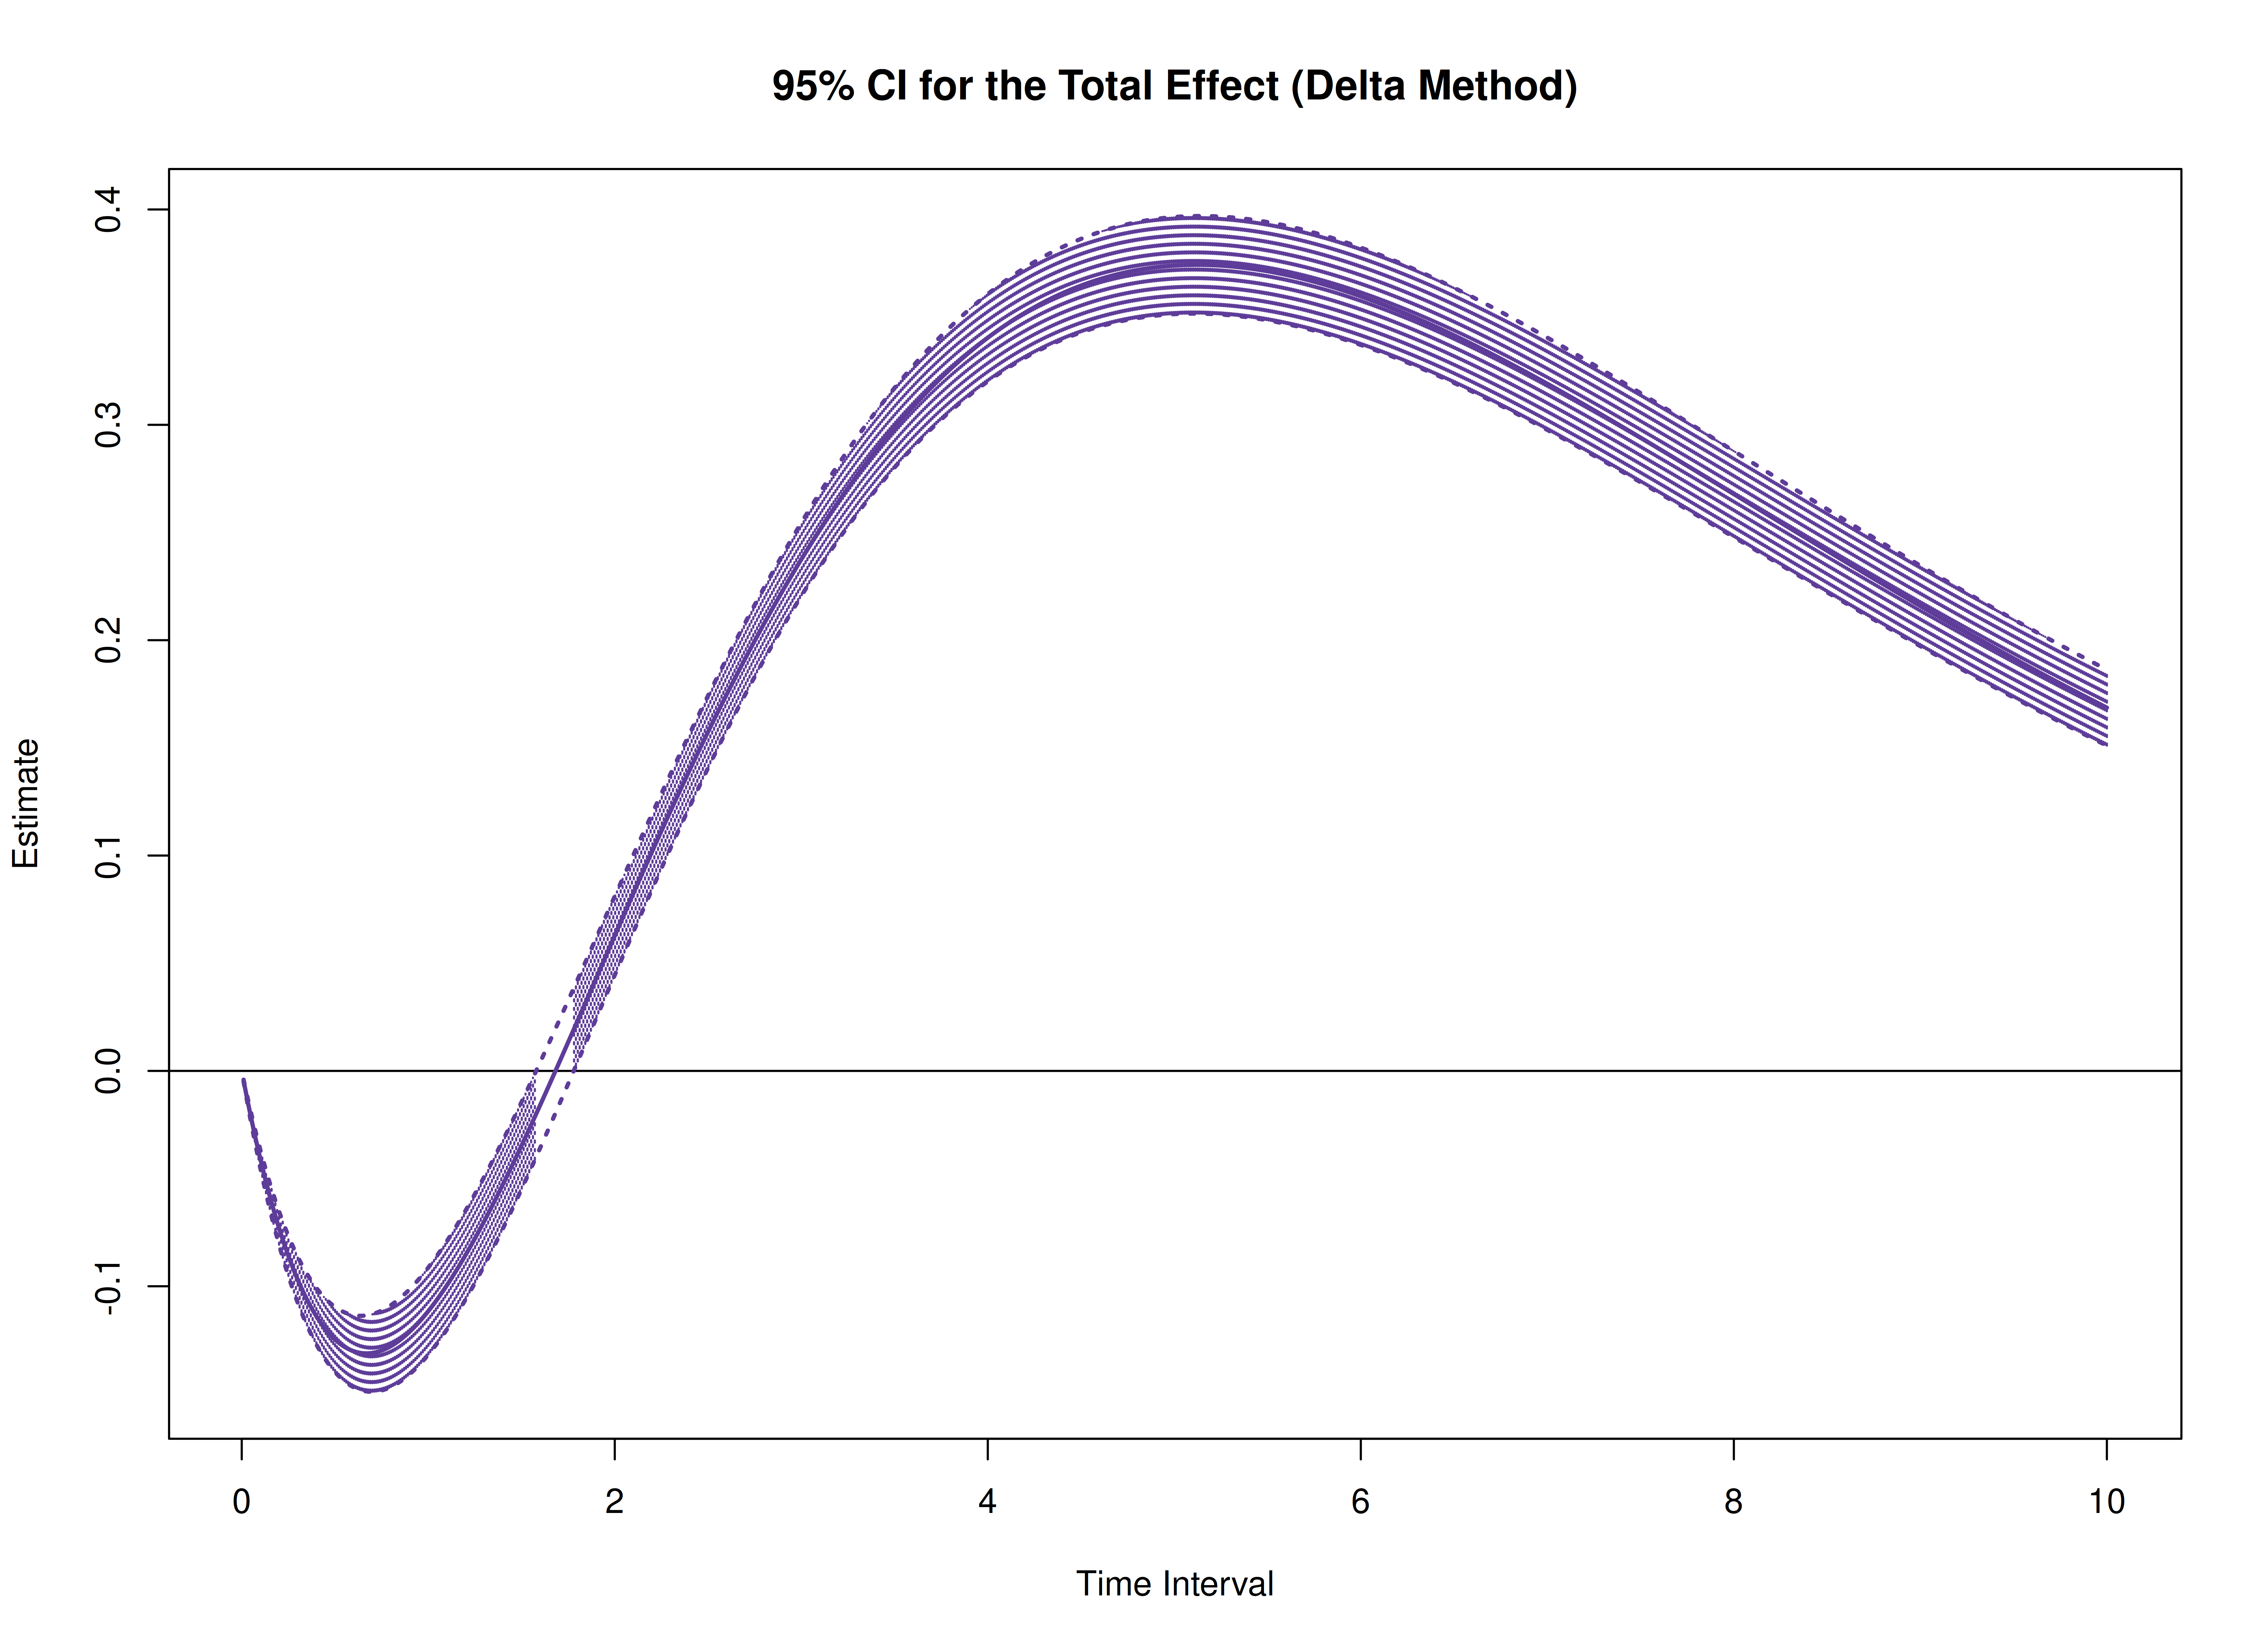 95% CI for the Total Effect (Delta Method)
0.4
0.3
0.2
0.1
0.0
-0.1
Estimate
0 2 4 6 8 10
Time Interval